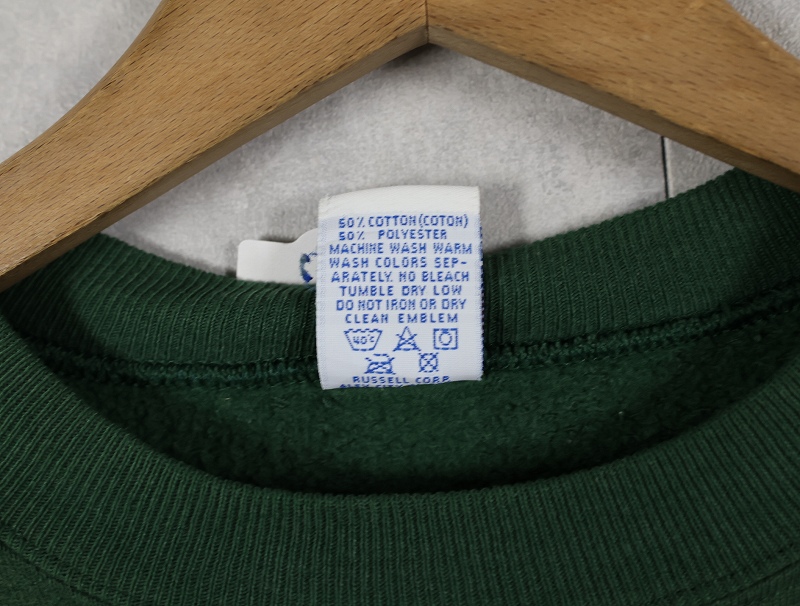 50% COTTON(COTON)
50% POLYESTER
MACHINE WASH WARM
WASH COLORS SEP-
ARATELY. NO BLEACH
TUMBLE DRY LOW
DO NOT IRON OR DRY
CLEAN EMBLEM
40°C
RUSSELL CORP.